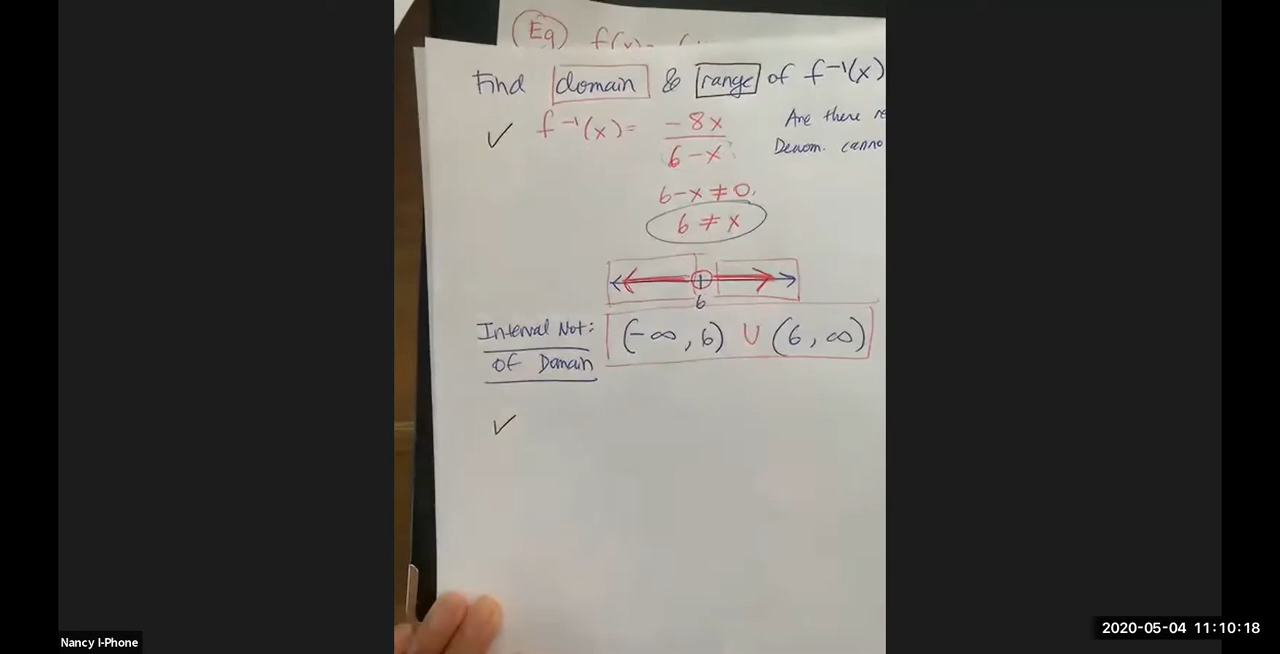 Eg f(x)=
Find domain & range of f⁻¹(x)
✓ f⁻¹(x)= -8x / 6-x
Are there
Denom.
6-x ≠ 0.
6 ≠ x
6
Interval Not: (-∞, 6) ∪ (6, ∞)
Of Domain
✓
Nancy I-Phone
2020-05-04 11:10:18